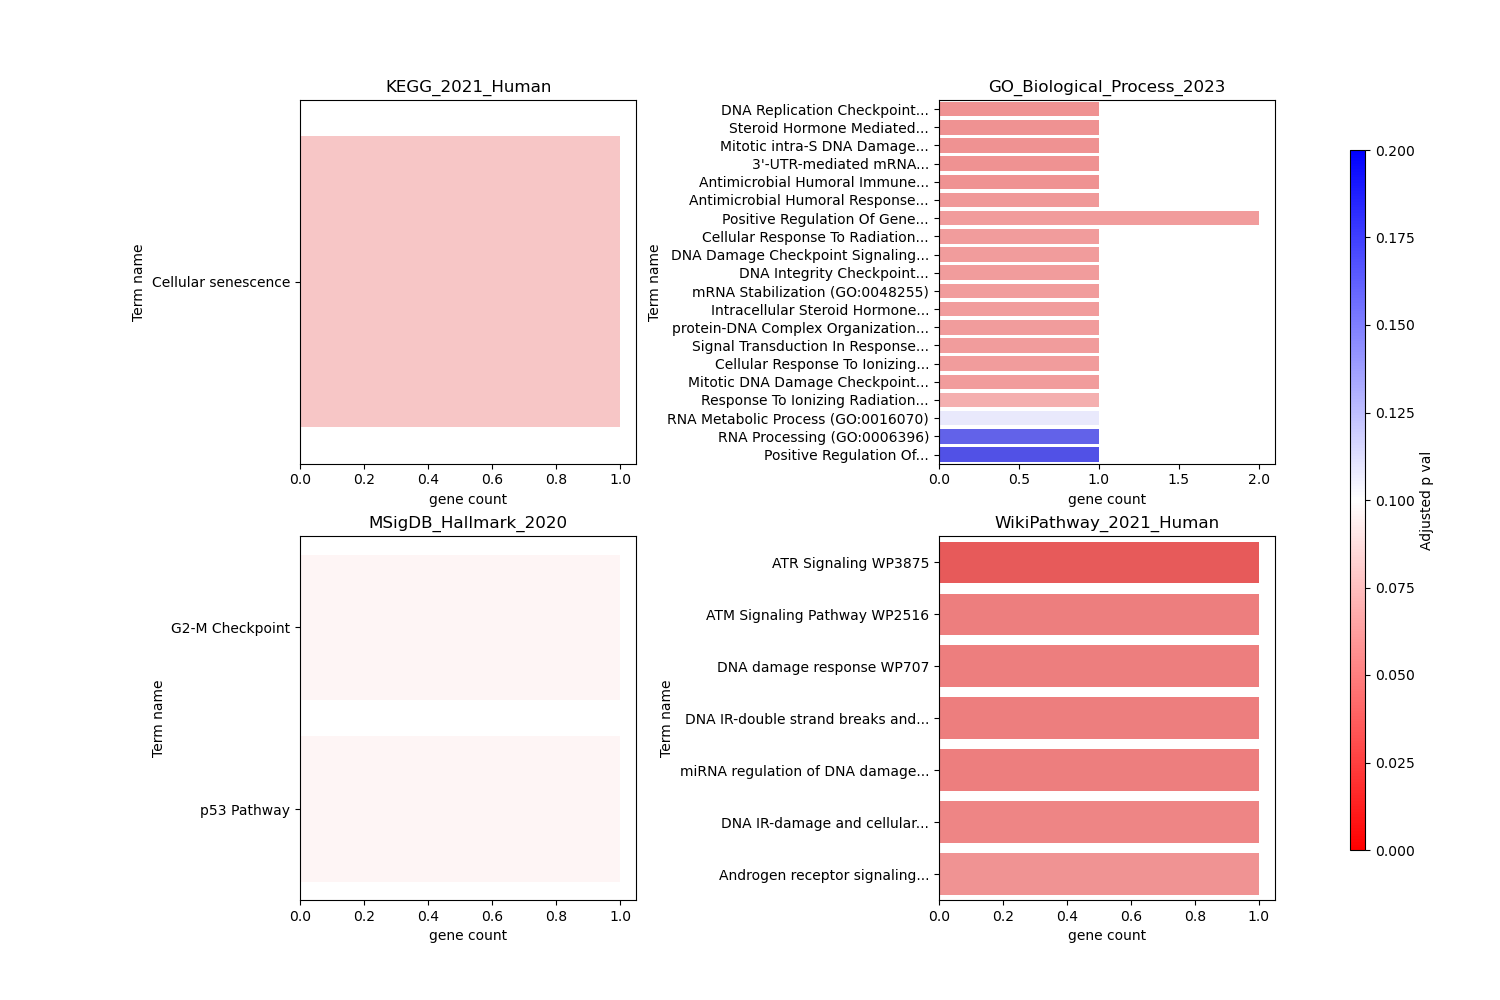 KEGG_2021_Human
Term name
Cellular senescence
0.0 0.2 0.4 0.6 0.8 1.0
gene count
GO_Biological_Process_2023
Term name
DNA Replication Checkpoint...
Steroid Hormone Mediated...
Mitotic intra-S DNA Damage...
3'-UTR-mediated mRNA...
Antimicrobial Humoral Immune...
Antimicrobial Humoral Response...
Positive Regulation Of Gene...
Cellular Response To Radiation...
DNA Damage Checkpoint Signaling...
DNA Integrity Checkpoint...
mRNA Stabilization (GO:0048255)
Intracellular Steroid Hormone...
protein-DNA Complex Organization...
Signal Transduction In Response...
Cellular Response To Ionizing...
Mitotic DNA Damage Checkpoint...
Response To Ionizing Radiation...
RNA Metabolic Process (GO:0016070)
RNA Processing (GO:0006396)
Positive Regulation Of...
0.0 0.5 1.0 1.5 2.0
gene count
MSigDB_Hallmark_2020
Term name
G2-M Checkpoint
p53 Pathway
0.0 0.2 0.4 0.6 0.8 1.0
gene count
WikiPathway_2021_Human
Term name
ATR Signaling WP3875
ATM Signaling Pathway WP2516
DNA damage response WP707
DNA IR-double strand breaks and...
miRNA regulation of DNA damage...
DNA IR-damage and cellular...
Androgen receptor signaling...
0.0 0.2 0.4 0.6 0.8 1.0
gene count
0.200
0.175
0.150
0.125
0.100
0.075
0.050
0.025
0.000
Adjusted p val